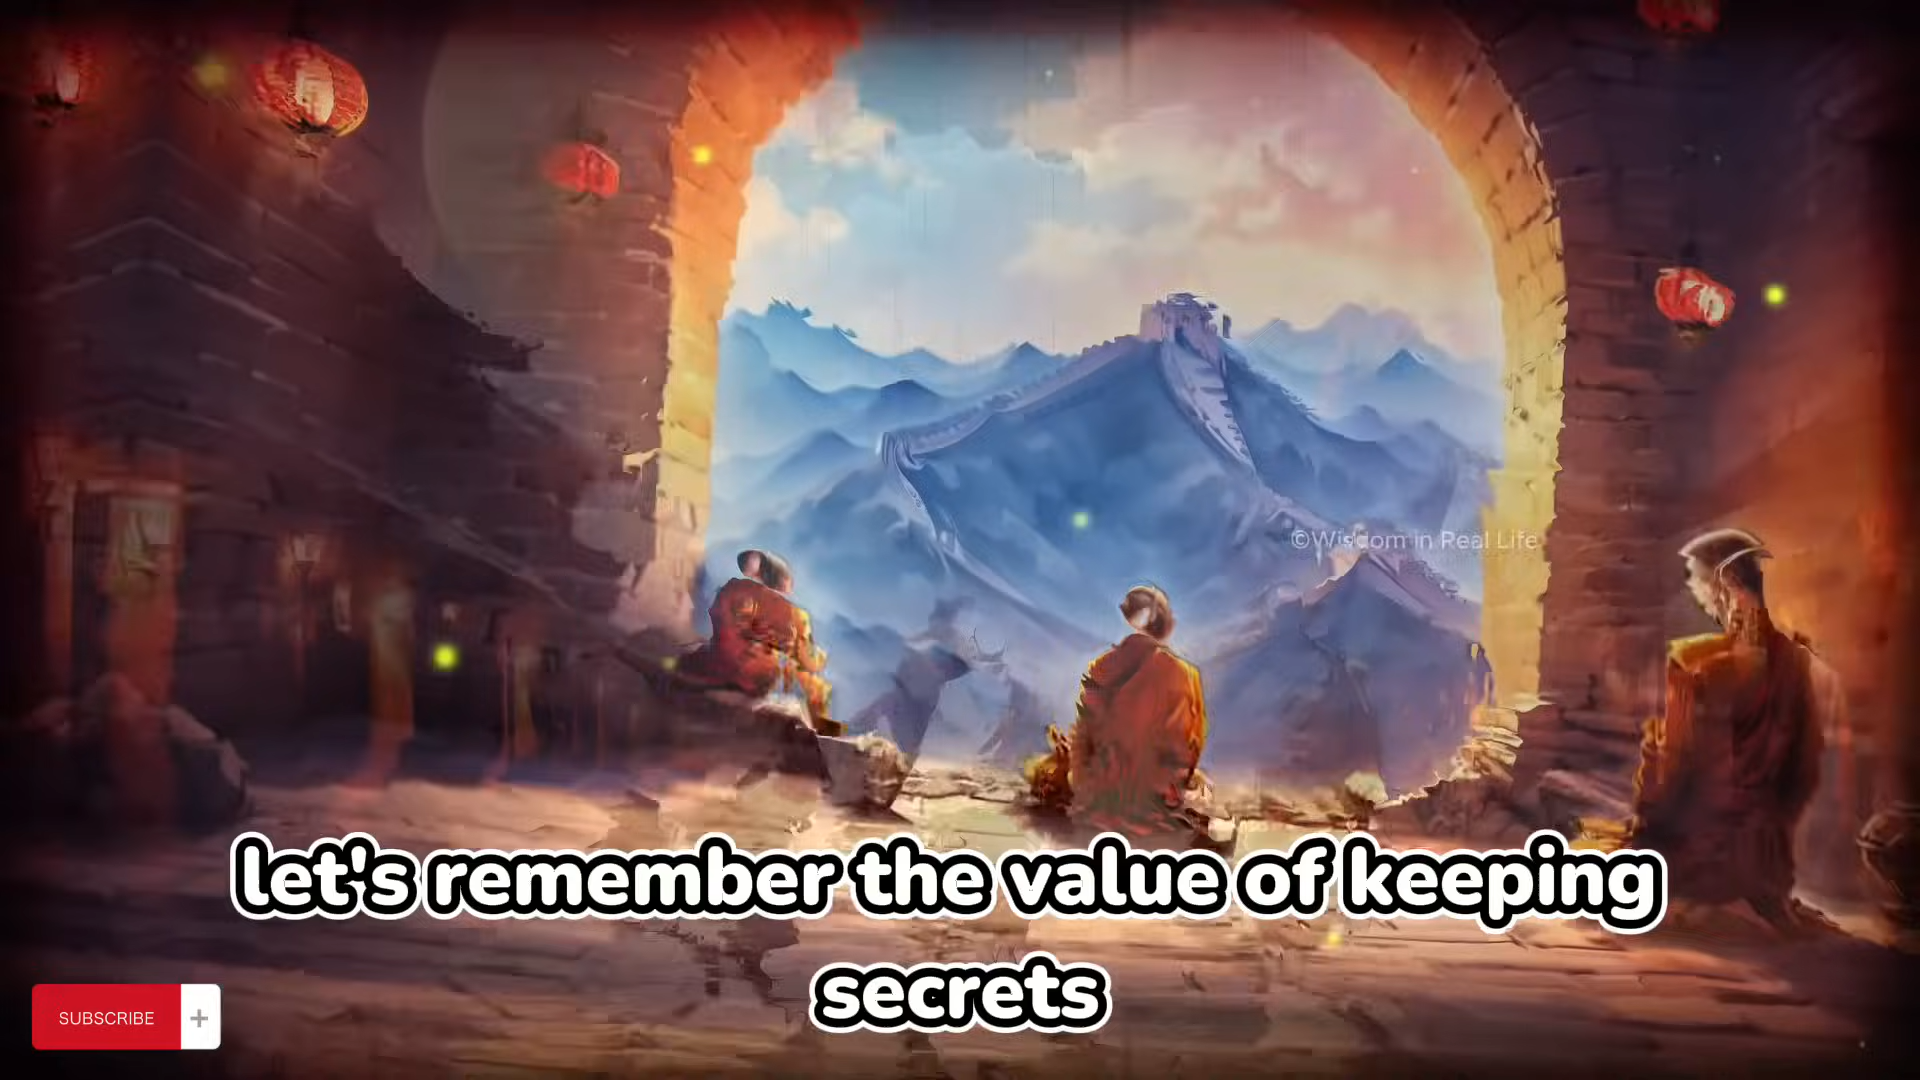 ©Wisdom in Real Life
let's remember the value of keeping
secrets
SUBSCRIBE +